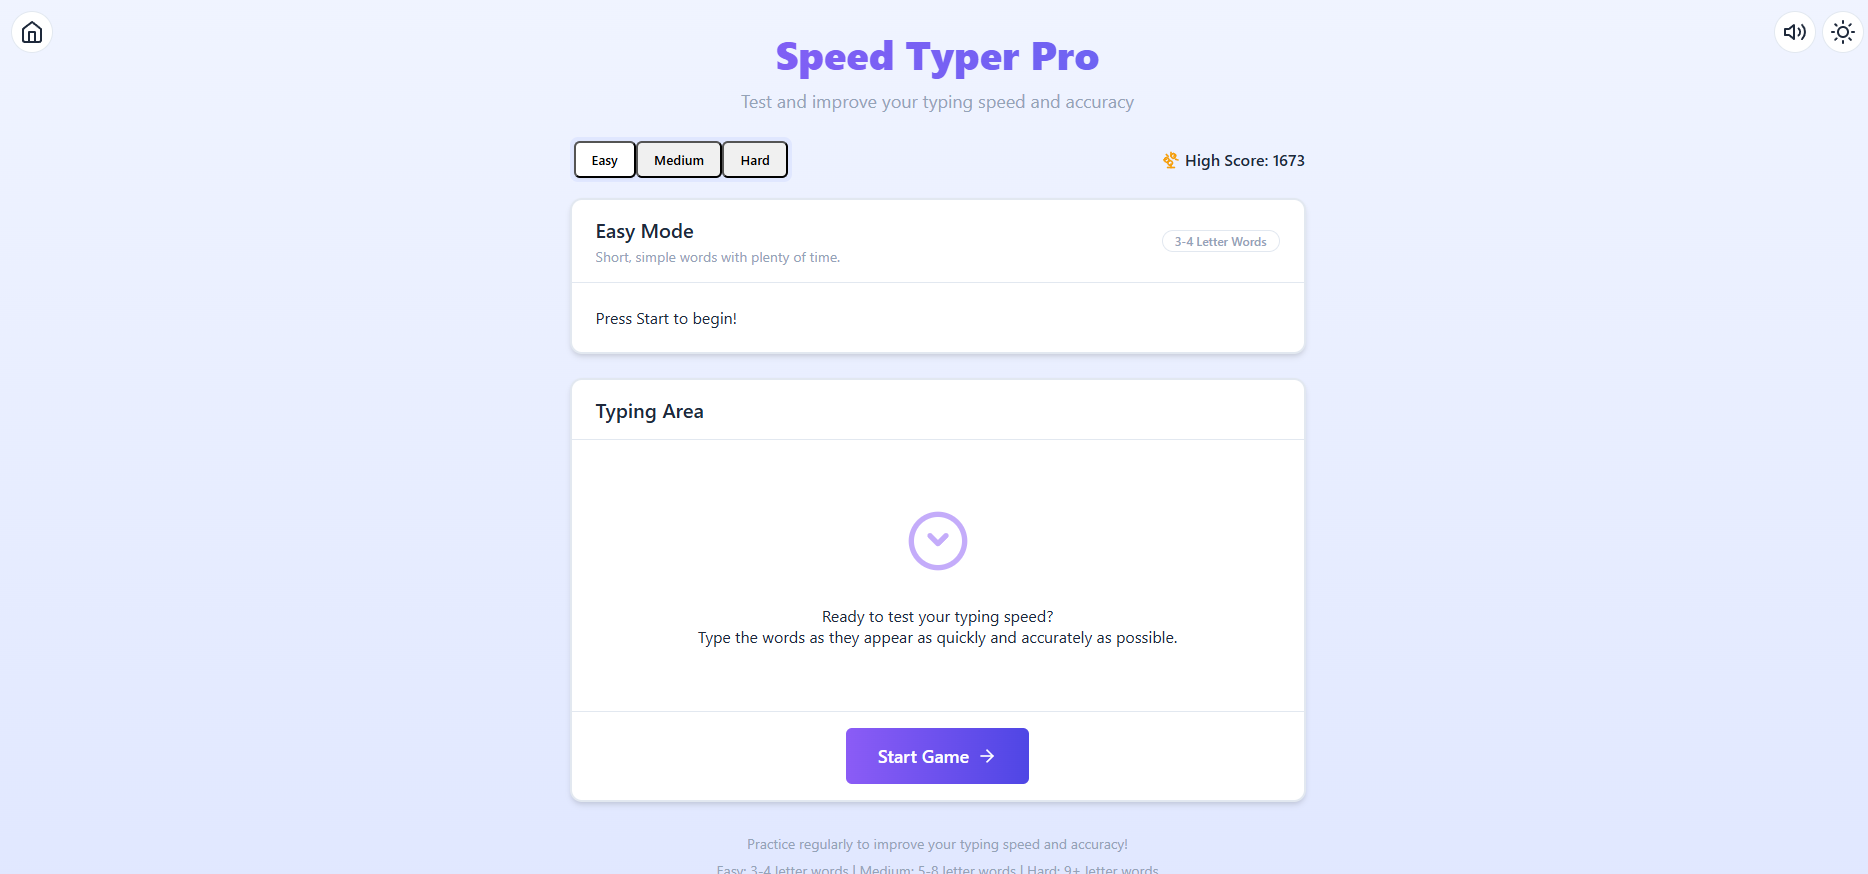 Speed Typer Pro
Test and improve your typing speed and accuracy
Easy Medium Hard
High Score: 1673
Easy Mode
3-4 Letter Words
Short, simple words with plenty of time.
Press Start to begin!
Typing Area
Ready to test your typing speed?
Type the words as they appear as quickly and accurately as possible.
Start Game
Practice regularly to improve your typing speed and accuracy!
Easy: 3-4 letter words | Medium: 5-8 letter words | Hard: 9+ letter words